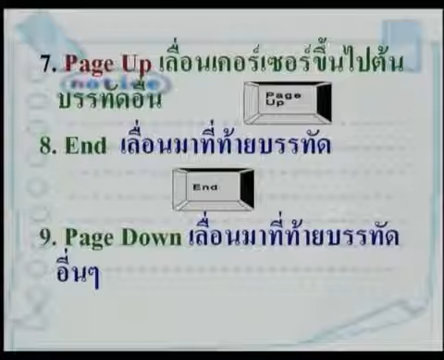 7. Page Up เลื่อนเคอร์เซอร์ขึ้นไปต้น
notice
บรรทัดอื่น
Page
Up
8. End เลื่อนมาที่ท้ายบรรทัด
End
9. Page Down เลื่อนมาที่ท้ายบรรทัด
อื่นๆ